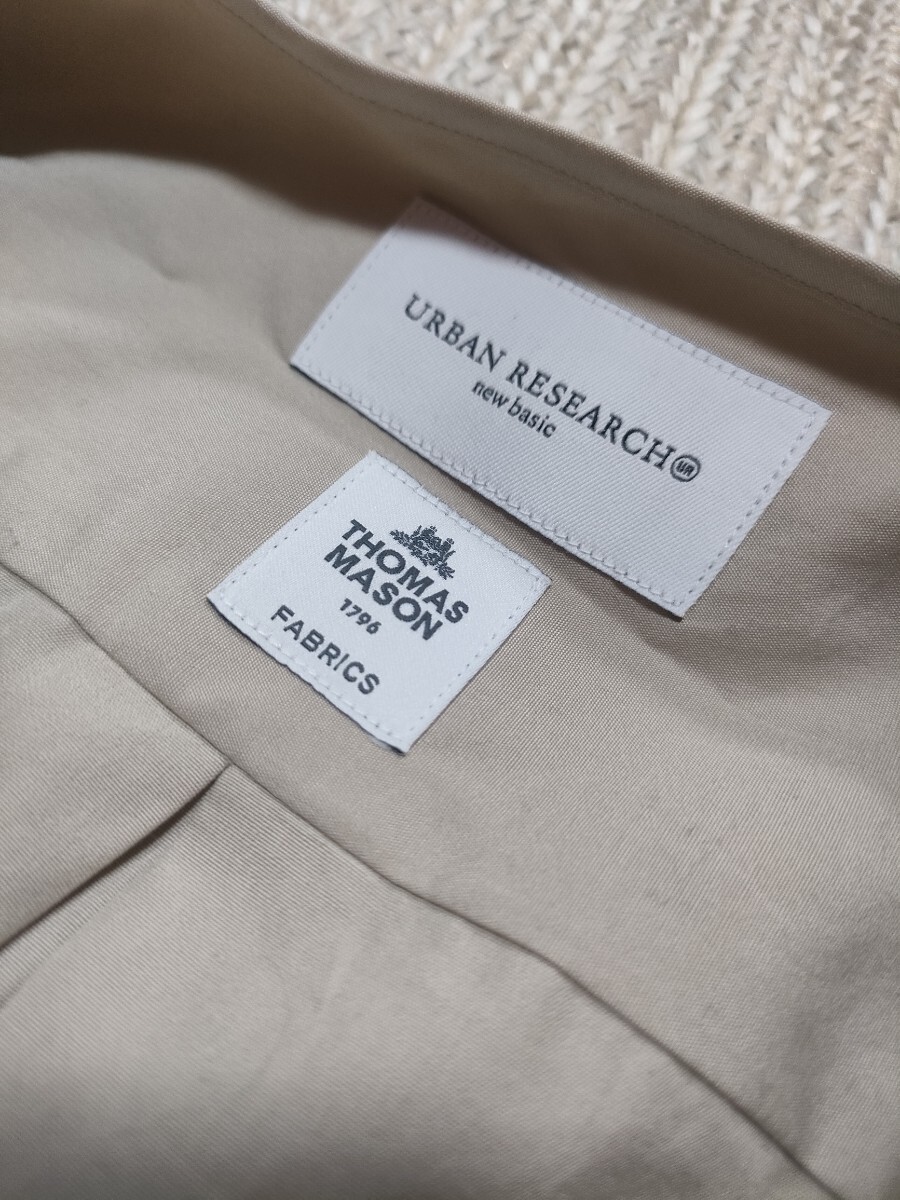 URBAN RESEARCH UR
new basic
THOMAS
MASON
1796
FABRICS